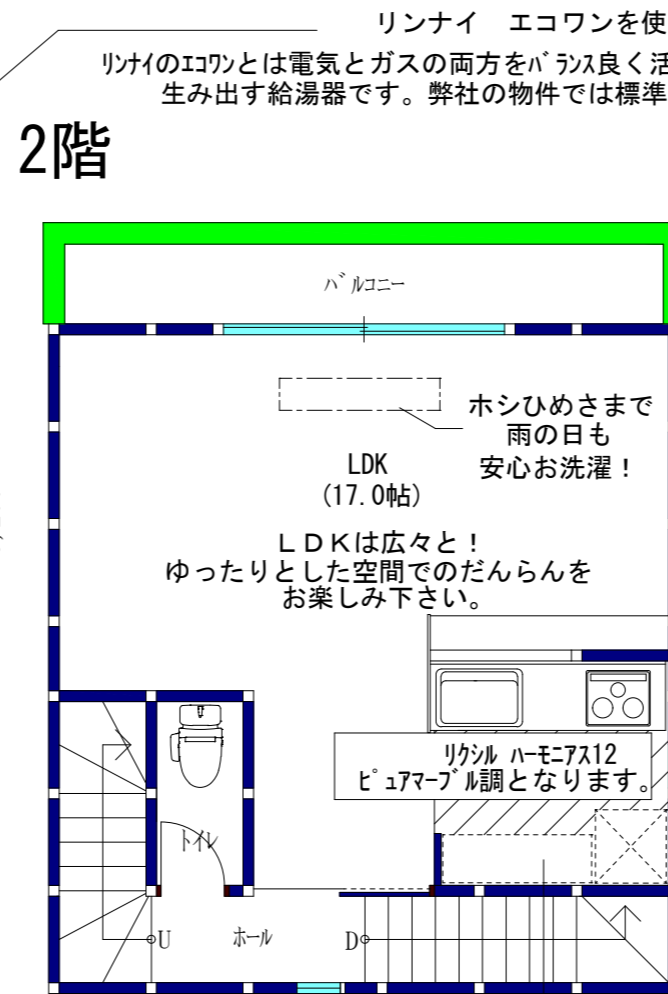 リンナイ　エコワンを使
リンナイのエコワンとは電気とガスの両方をバランス良く活
生み出す給湯器です。弊社の物件では標準
2階
バルコニー
ホシひめさまで
雨の日も
安心お洗濯！
LDK
(17.0帖)
ＬＤＫは広々と！
ゆったりとした空間でのだんらんを
お楽しみ下さい。
リクシル ハーモニアス12
ピュアマーブル調となります。
トイレ
U
ホール
D